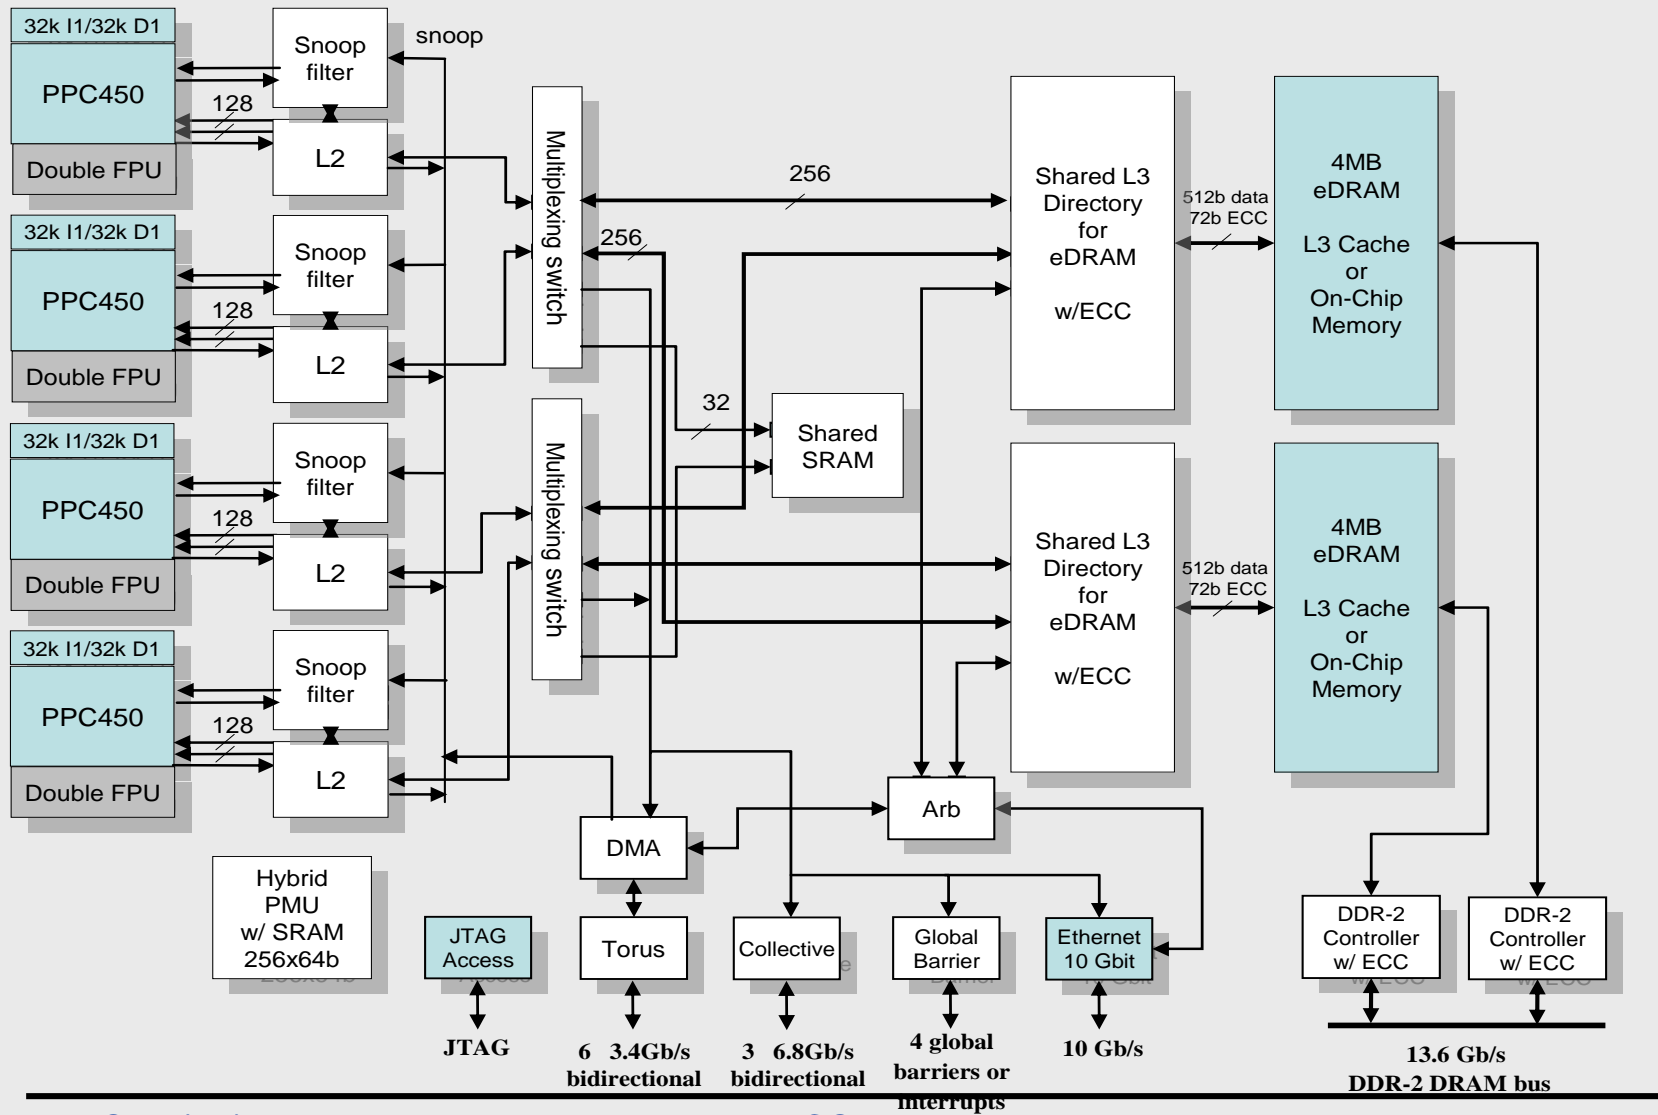 32k I1/32k D1
PPC450
Double FPU
Snoop
filter
snoop
128
L2
32k I1/32k D1
PPC450
Double FPU
Snoop
filter
128
L2
32k I1/32k D1
PPC450
Double FPU
Snoop
filter
128
L2
32k I1/32k D1
PPC450
Double FPU
Snoop
filter
128
L2
Multiplexing switch
Multiplexing switch
256
256
32
Shared
SRAM
Shared L3
Directory
for
eDRAM
w/ECC
512b data
72b ECC
4MB
eDRAM
L3 Cache
or
On-Chip
Memory
Shared L3
Directory
for
eDRAM
w/ECC
512b data
72b ECC
4MB
eDRAM
L3 Cache
or
On-Chip
Memory
Arb
DMA
Hybrid
PMU
w/ SRAM
256x64b
JTAG
Access
Torus
Collective
Global
Barrier
Ethernet
10 Gbit
DDR-2
Controller
w/ ECC
DDR-2
Controller
w/ ECC
JTAG
6 3.4Gb/s
bidirectional
3 6.8Gb/s
bidirectional
4 global
barriers or
interrupts
10 Gb/s
13.6 Gb/s
DDR-2 DRAM bus